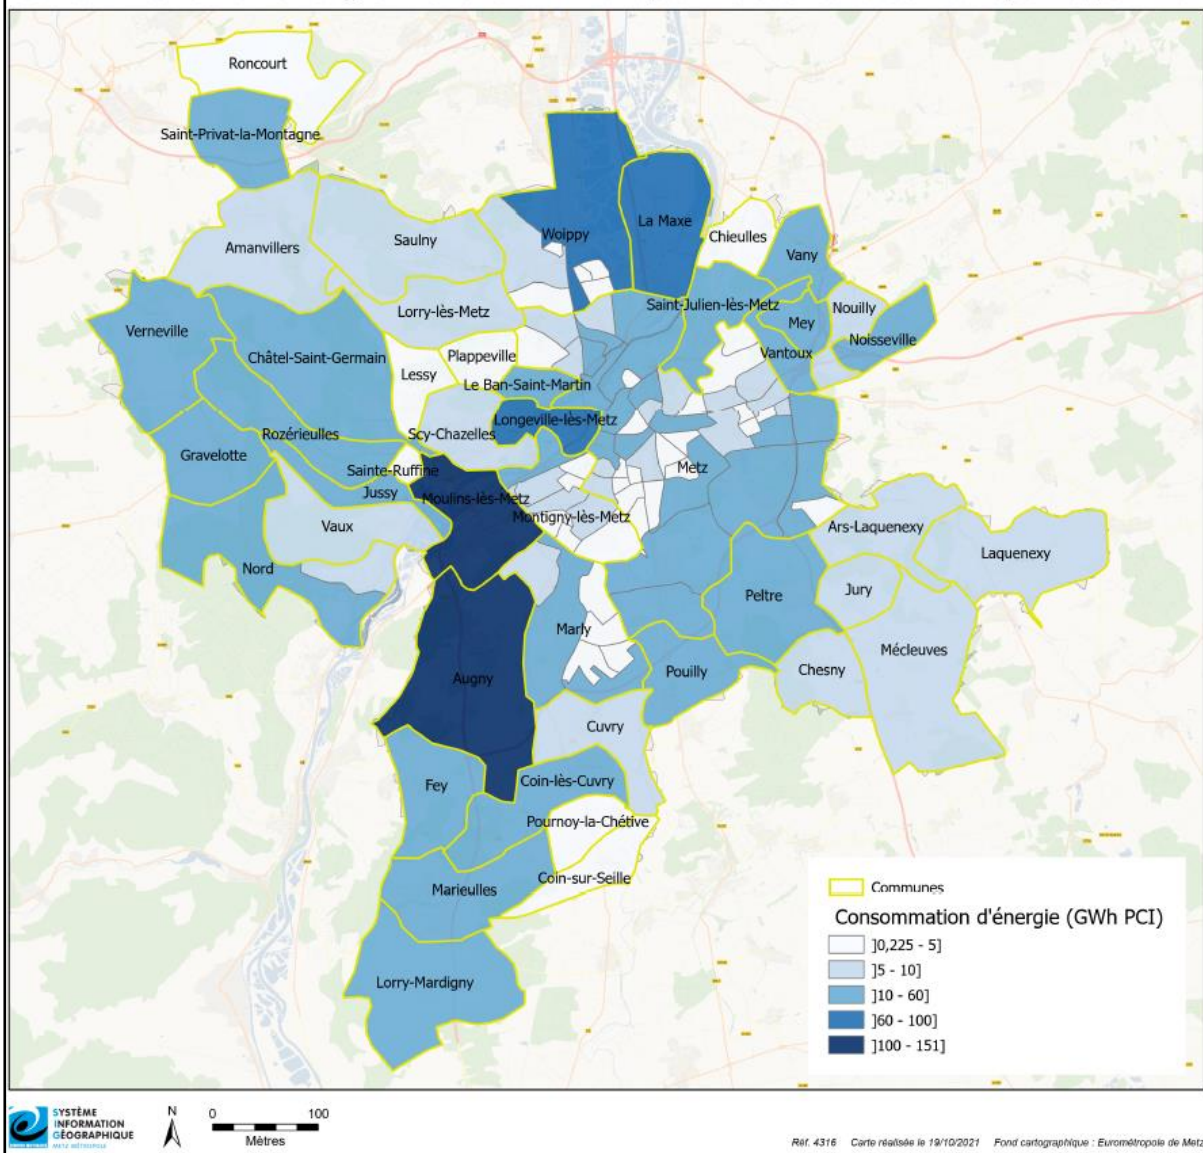 Roncourt
Saint-Privat-la-Montagne
Woippy
La Maxe
Chieulles
Amanvillers
Saulny
Vany
Lorry-lès-Metz
Saint-Julien-lès-Metz
Nouilly
Verneville
Mey
Noisseville
Châtel-Saint-Germain
Plappeville
Vantoux
Lessy
Le Ban-Saint-Martin
Longeville-lès-Metz
Rozérieulles
Scy-Chazelles
Gravelotte
Sainte-Ruffine
Metz
Jussy
Moulins-lès-Metz
Vaux
Montigny-lès-Metz
Ars-Laquenexy
Laquenexy
Nord
Jury
Peltre
Marly
Mécleuves
Augny
Pouilly
Chesny
Cuvry
Fey
Coin-lès-Cuvry
Pournoy-la-Chétive
Marieulles
Coin-sur-Seille
Lorry-Mardigny
Communes
Consommation d'énergie (GWh PCI)
]0,225 - 5]
]5 - 10]
]10 - 60]
]60 - 100]
]100 - 151]
SYSTÈME
INFORMATION
GÉOGRAPHIQUE
METZ MÉTROPOLE
N
0 100
Mètres
Réf. 4316 Carte réalisée le 19/10/2021 Fond cartographique : Eurométropole de Metz